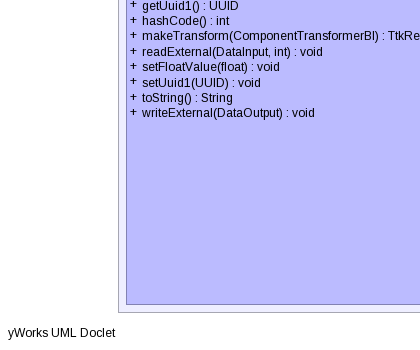 + getUuid1() : UUID
+ hashCode() : int
+ makeTransform(ComponentTransformerBI) : TtkRe
+ readExternal(DataInput, int) : void
+ setFloatValue(float) : void
+ setUuid1(UUID) : void
+ toString() : String
+ writeExternal(DataOutput) : void
yWorks UML Doclet